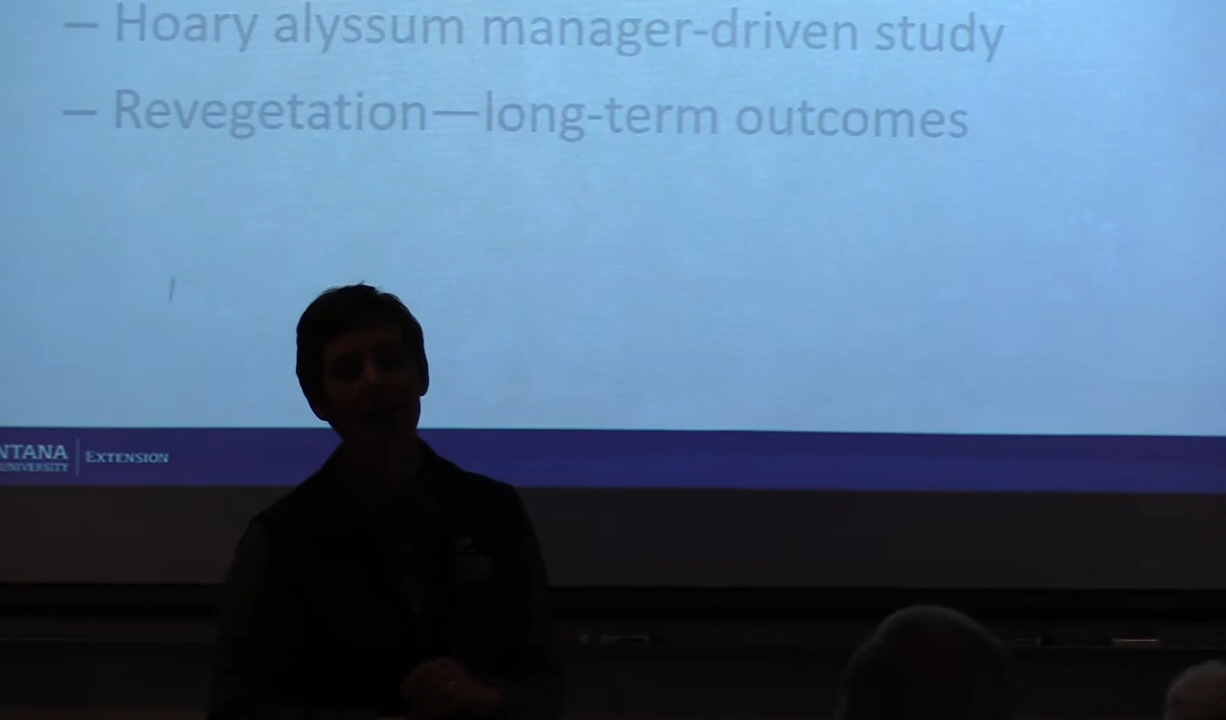 – Hoary alyssum manager-driven study
– Revegetation—long-term outcomes
NTANA
UNIVERSITY
EXTENSION